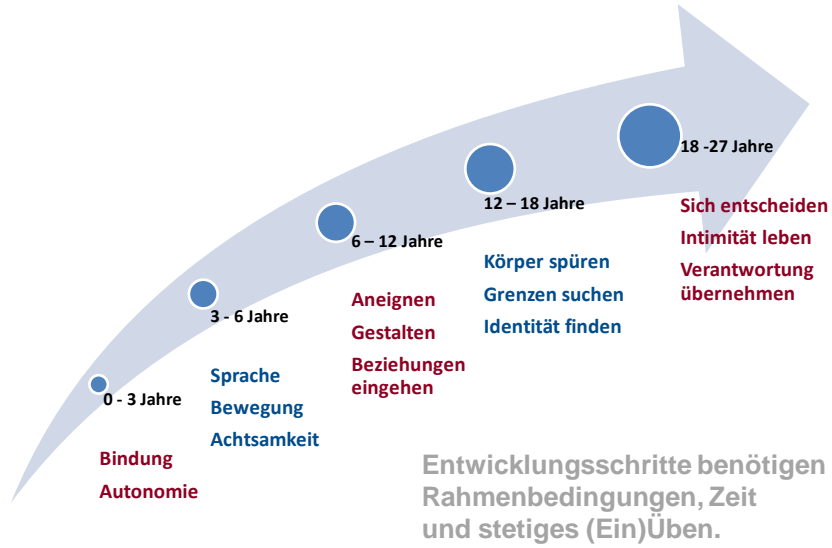 0 - 3 Jahre
Bindung
Autonomie
3 - 6 Jahre
Sprache
Bewegung
Achtsamkeit
6 – 12 Jahre
Aneignen
Gestalten
Beziehungen
eingehen
12 – 18 Jahre
Körper spüren
Grenzen suchen
Identität finden
18 -27 Jahre
Sich entscheiden
Intimität leben
Verantwortung
übernehmen
Entwicklungsschritte benötigen
Rahmenbedingungen, Zeit
und stetiges (Ein)Üben.